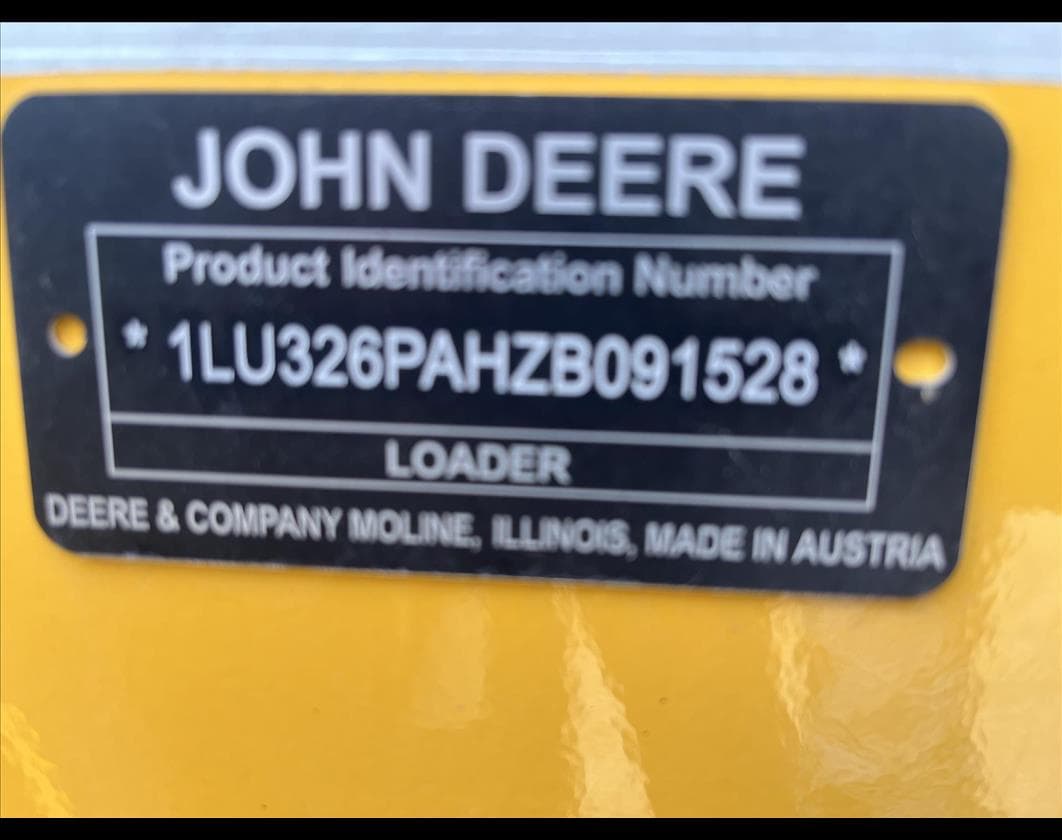 JOHN DEERE
Product Identification Number
* 1LU326PAHZB091528 *
LOADER
DEERE & COMPANY MOLINE, ILLINOIS, MADE IN AUSTRIA